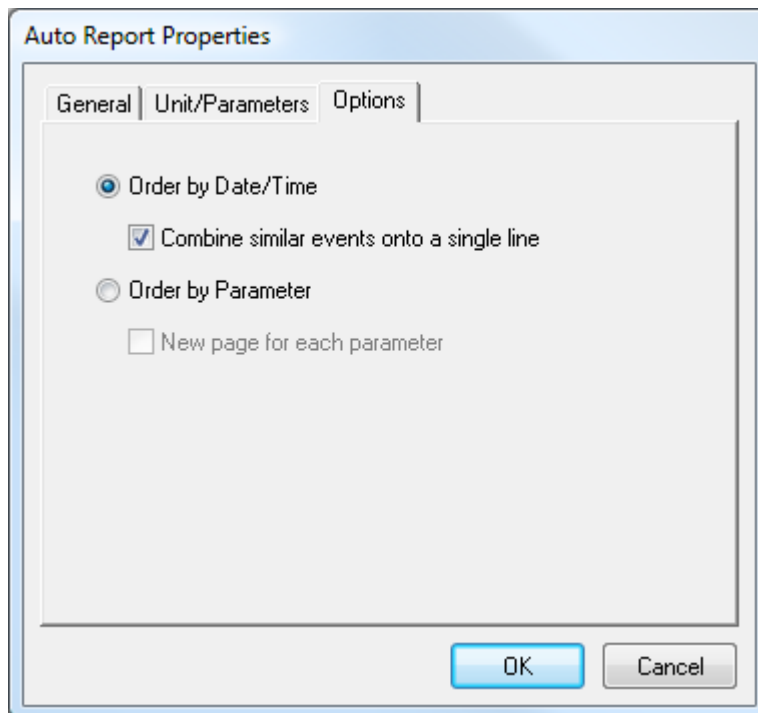 Auto Report Properties
General Unit/Parameters Options
Order by Date/Time
Combine similar events onto a single line
Order by Parameter
New page for each parameter
OK Cancel